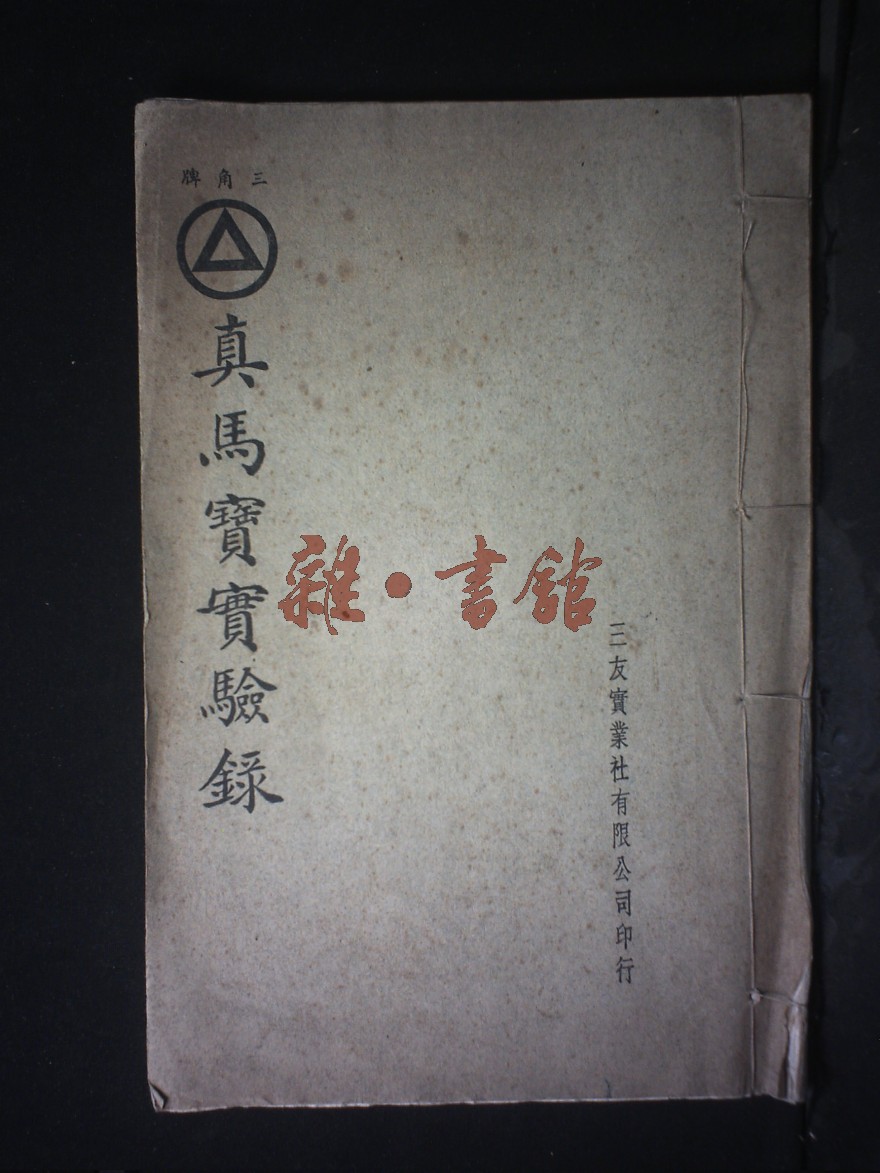 三角牌
真馬寶實驗錄
三友實業社有限公司印行
雜·書館